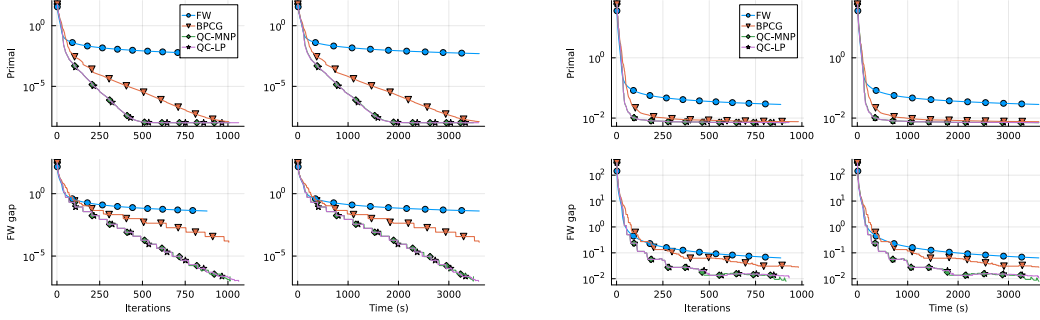 FW
BPCG
QC-MNP
QC-LP
Primal
10^0
10^-5
0 250 500 750 1000
0 1000 2000 3000
FW gap
10^0
10^-5
0 250 500 750 1000
Iterations
0 1000 2000 3000
Time (s)
FW
BPCG
QC-MNP
QC-LP
Primal
10^0
10^-2
0 250 500 750 1000
0 1000 2000 3000
10^0
10^-2
FW gap
10^2
10^1
10^0
10^-1
10^-2
0 250 500 750 1000
Iterations
10^2
10^1
10^0
10^-1
10^-2
0 1000 2000 3000
Time (s)